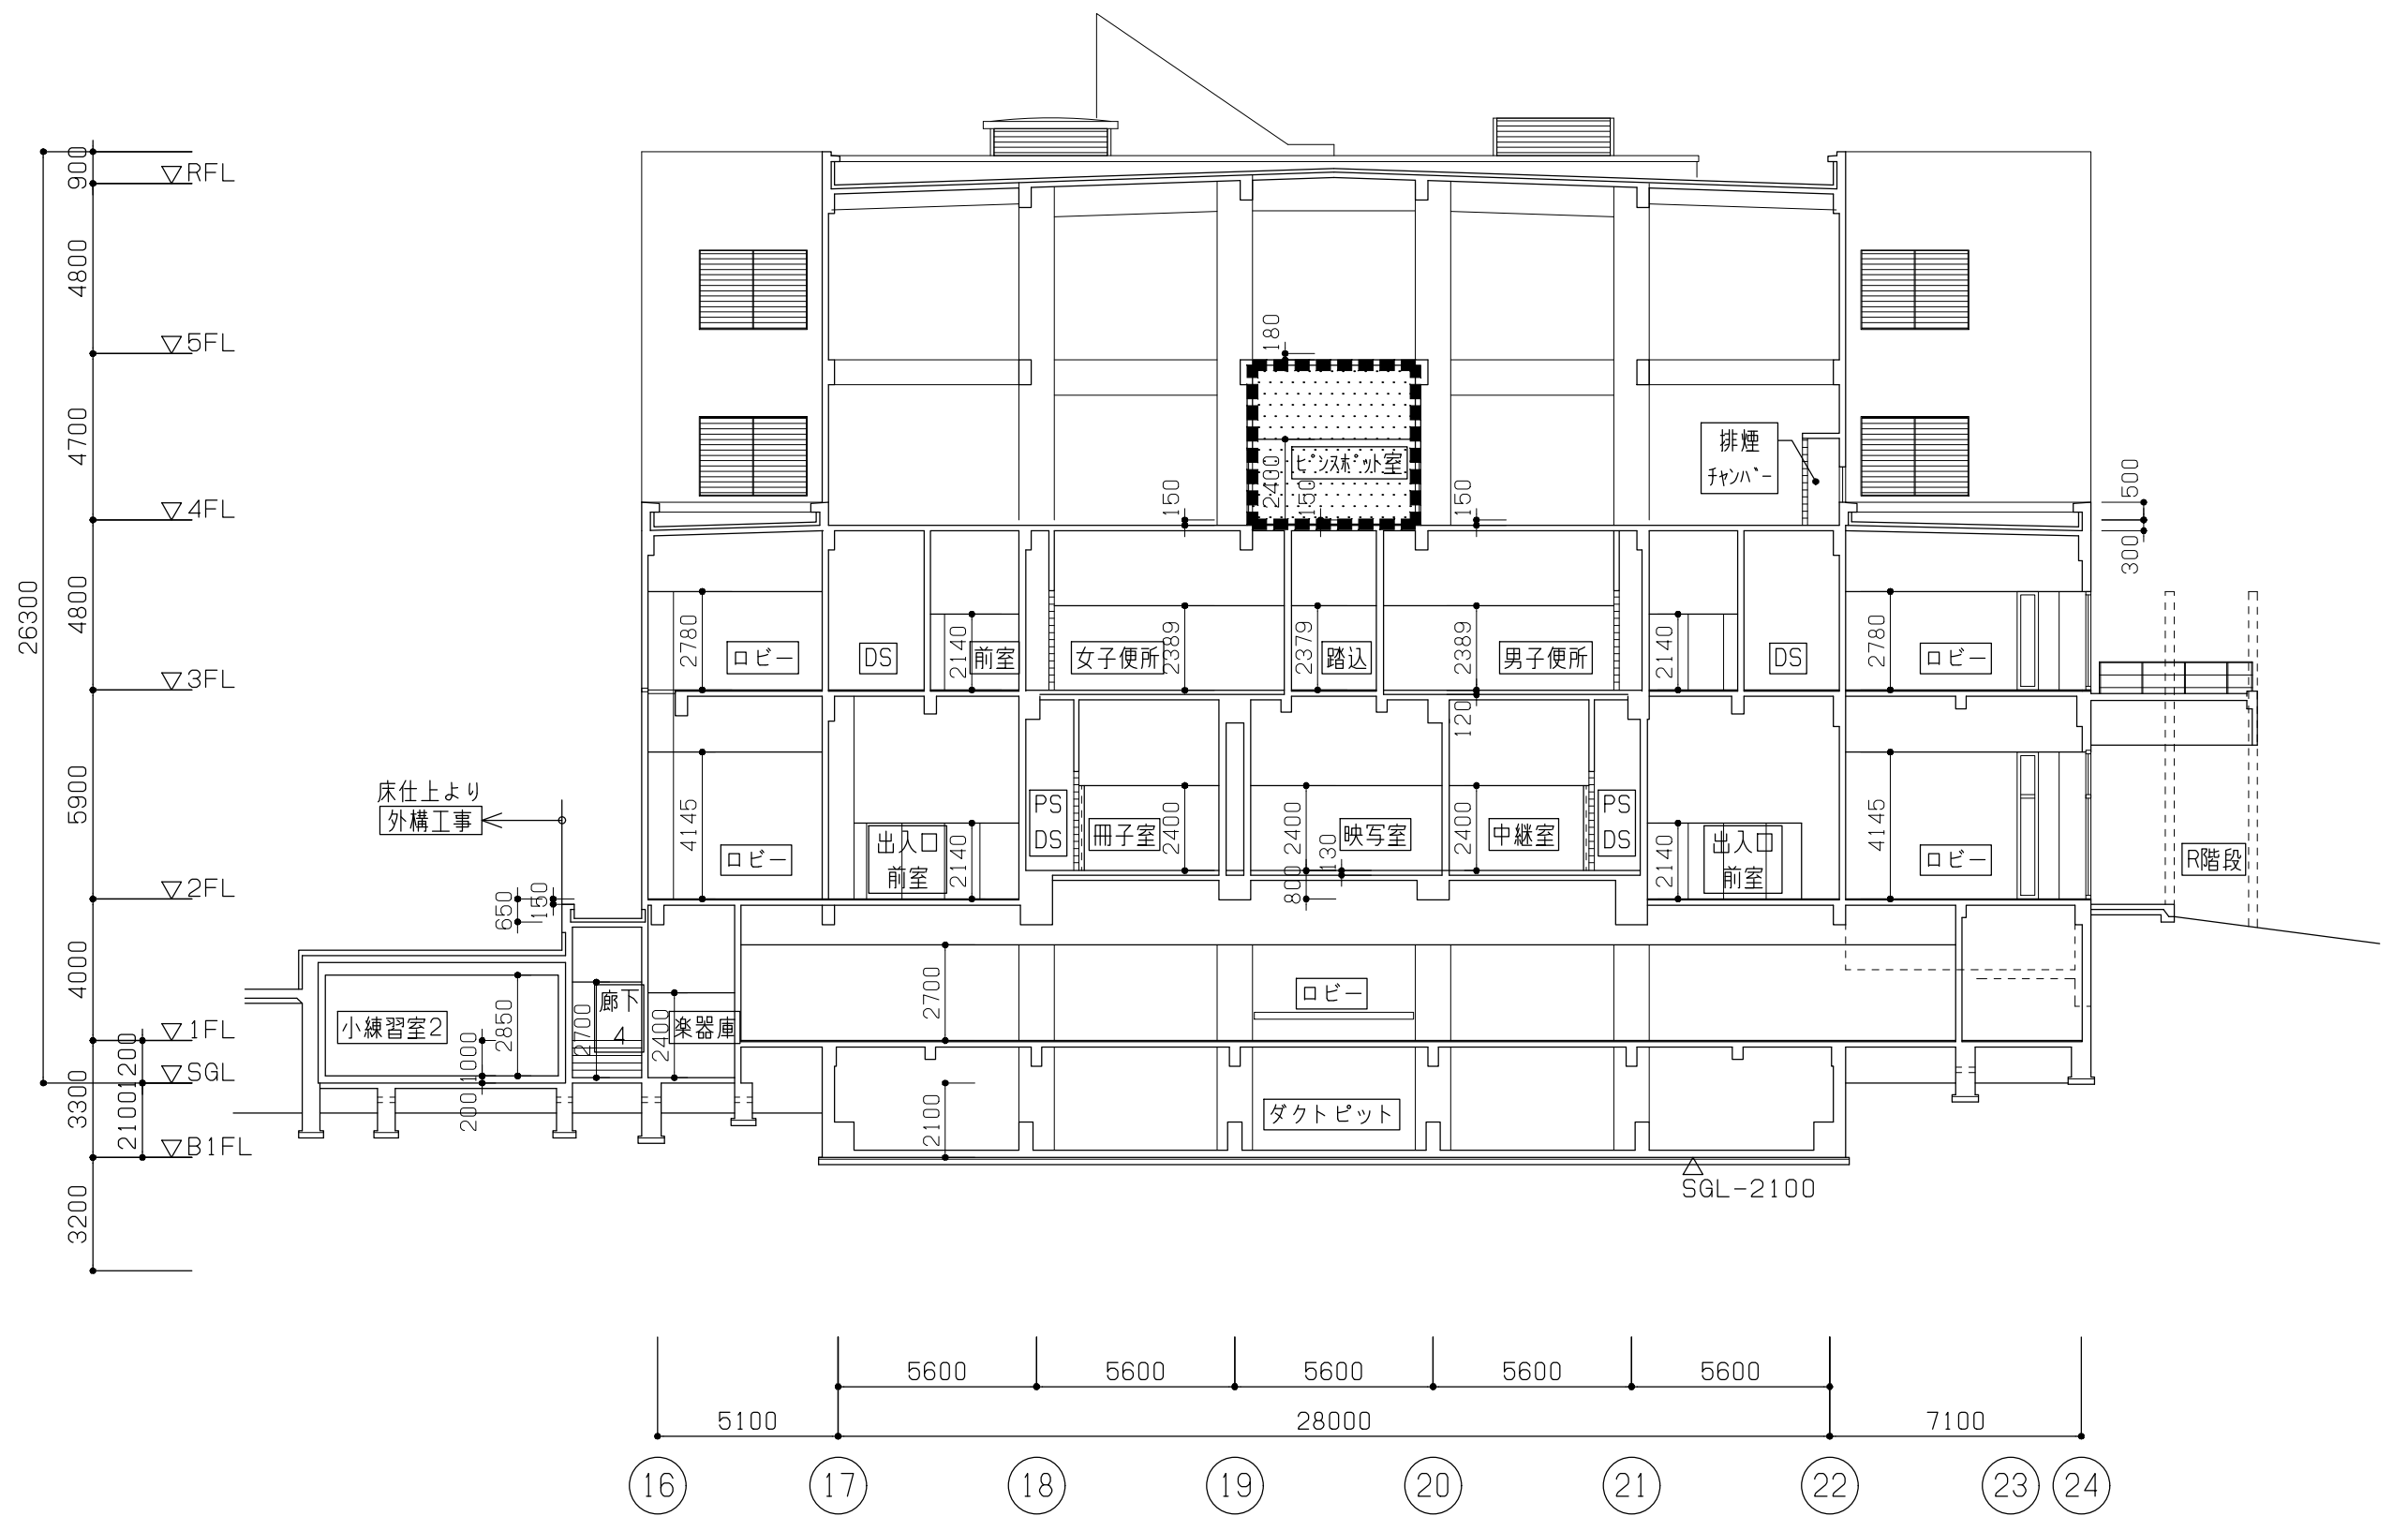 900
RFL
4800
180
5FL
4700
排煙
チャンバー
ピンスポット室
2400
150
150
150
500
4FL
300
26300
4800
2780
ロビー
DS
2140
前室
女子便所
2389
2379
踏込
2389
男子便所
2140
DS
2780
ロビー
3FL
120
5900
床仕上より
外構工事
4145
ロビー
出入口
前室
2140
PS
DS
冊子室
2400
2400
映写室
130
800
2400
中継室
PS
DS
2140
出入口
前室
4145
ロビー
R階段
2FL
650
150
4000
2700
ロビー
小練習室2
2850
2700
廊下
4
2400
楽器庫
1FL
1200
1000
200
SGL
3300
2100
2100
ダクトピット
B1FL
SGL-2100
3200
5600
5600
5600
5600
5600
5100
28000
7100
16
17
18
19
20
21
22
23
24